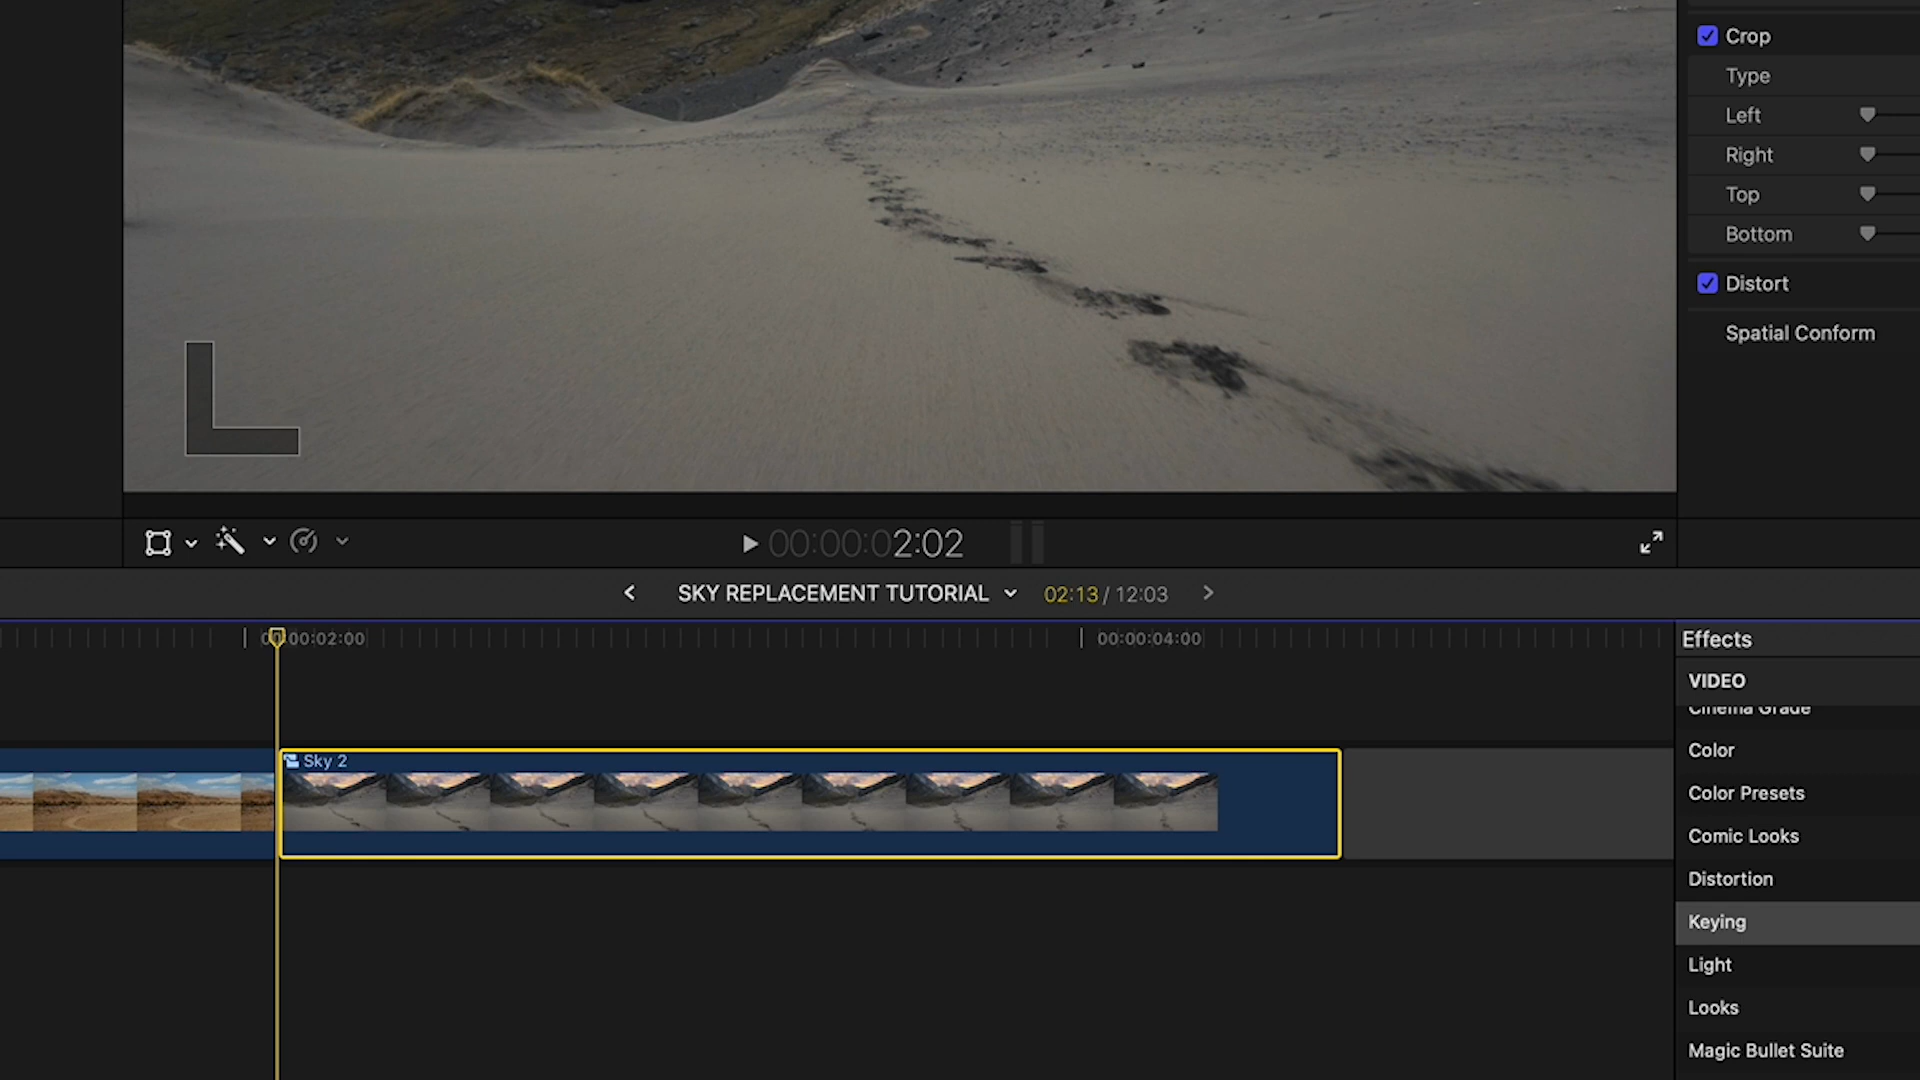 Crop
Type
Left
Right
Top
Bottom
Distort
Spatial Conform
00:00:02:02
SKY REPLACEMENT TUTORIAL
02:13 / 12:03
00:00:02:00
00:00:04:00
Effects
VIDEO
Cinema Grade
Color
Color Presets
Comic Looks
Distortion
Keying
Light
Looks
Magic Bullet Suite
Sky 2